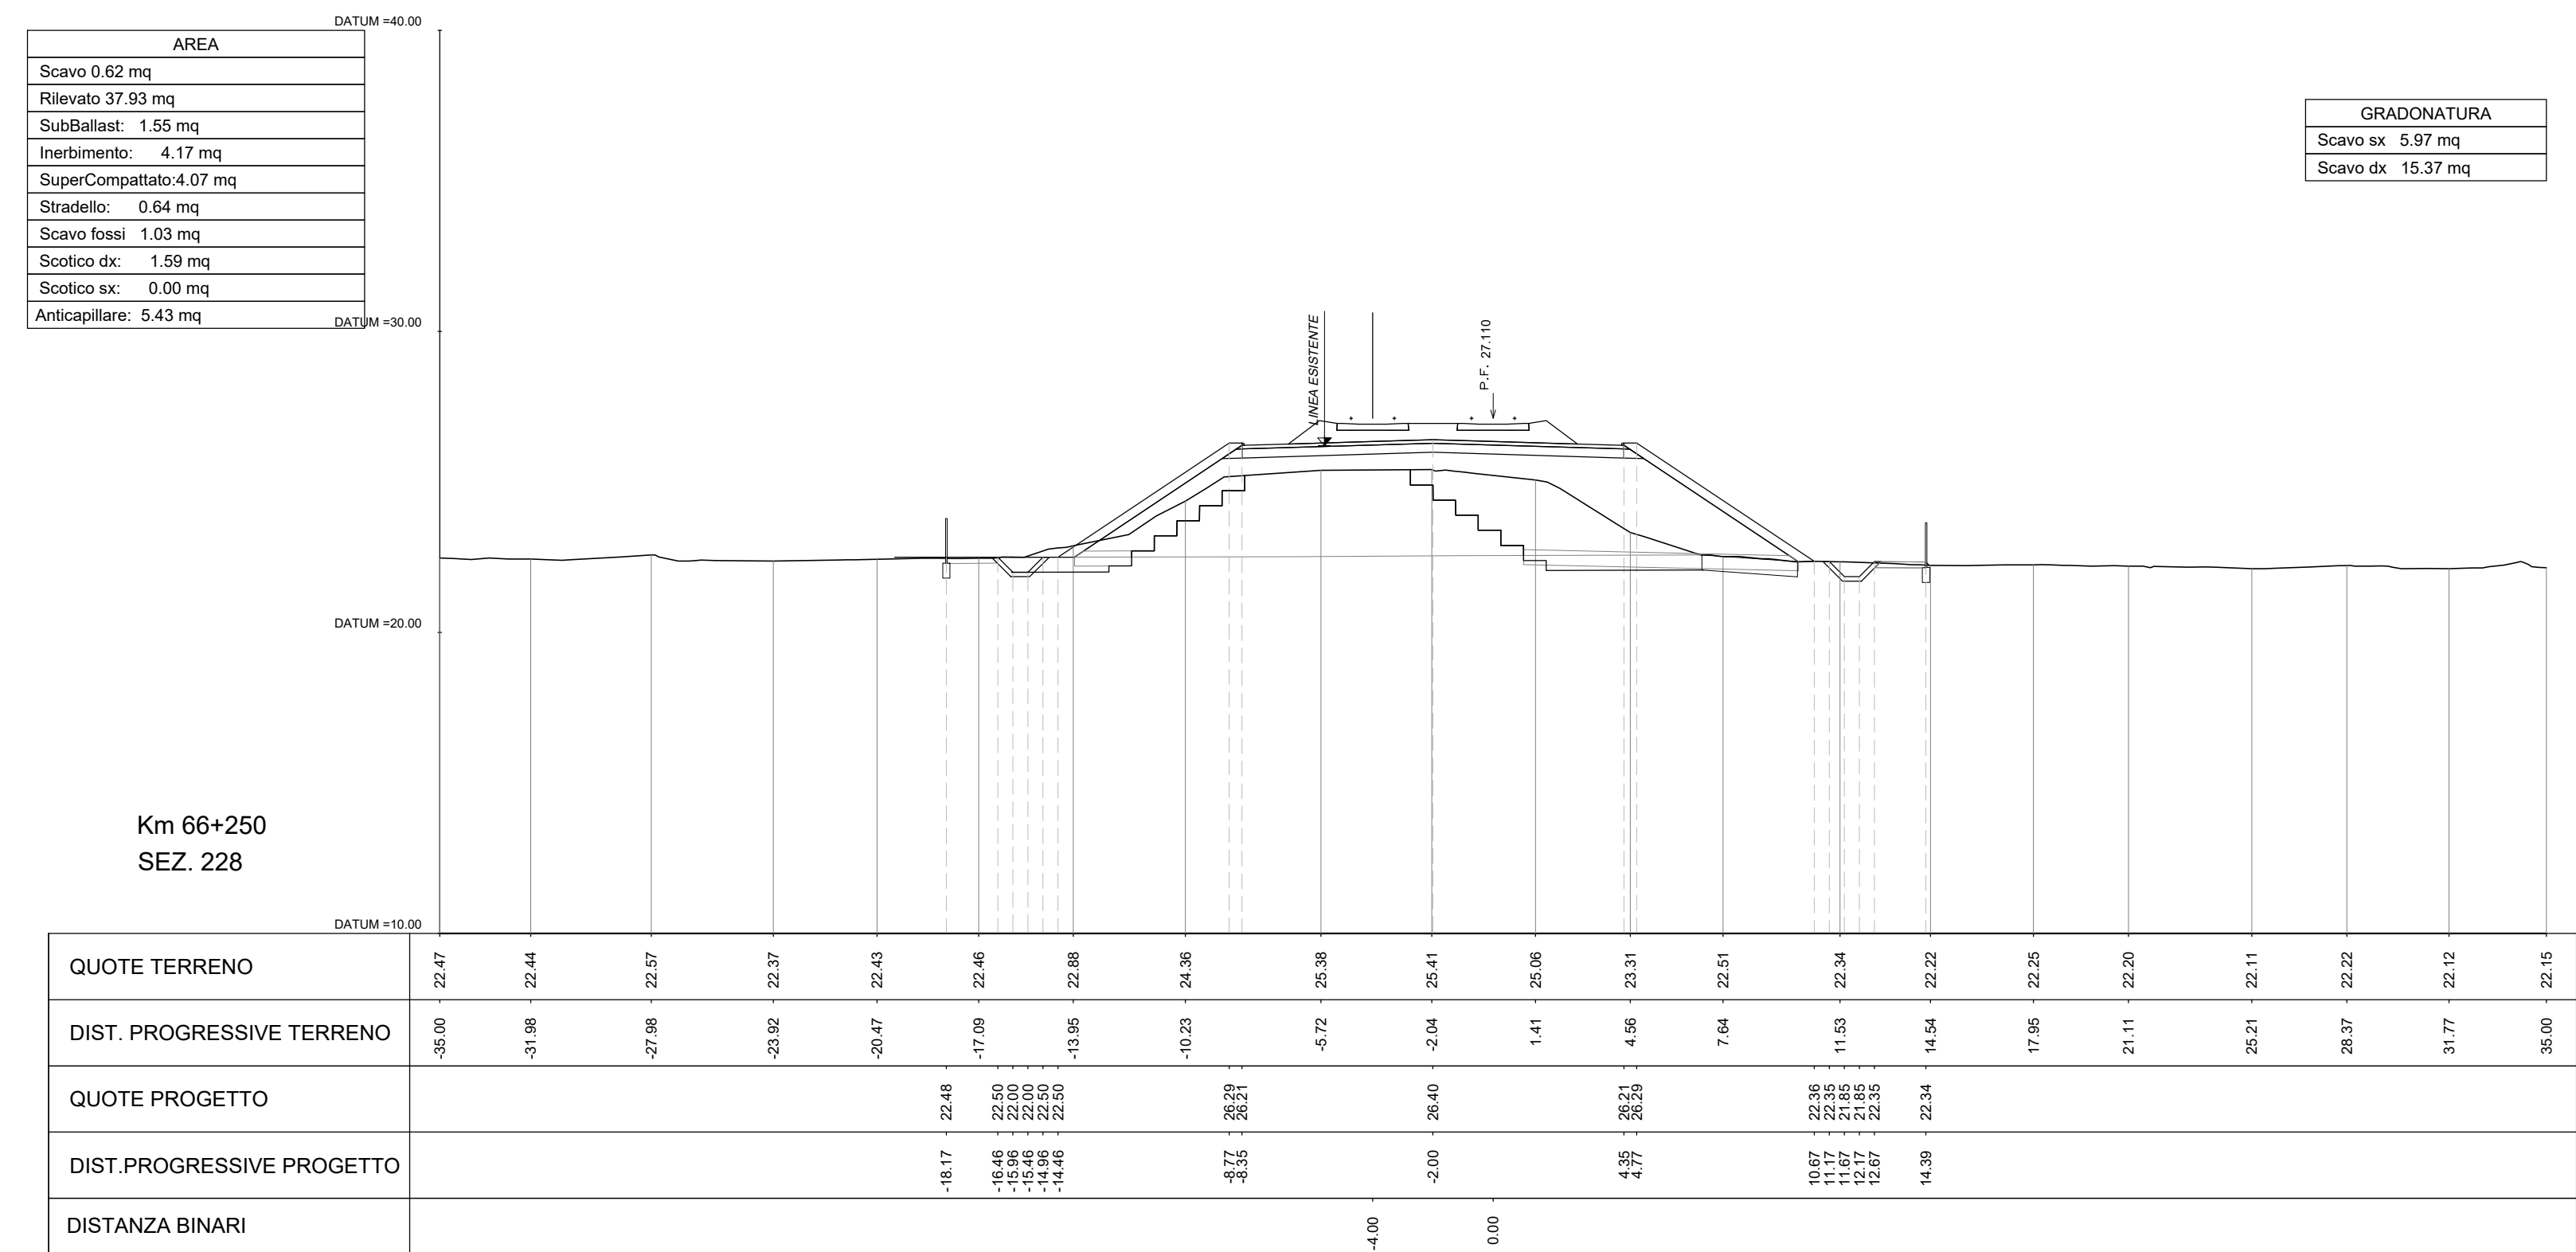 DATUM =40.00
AREA
Scavo 0.62 mq
Rilevato 37.93 mq
SubBallast: 1.55 mq
Inerbimento: 4.17 mq
SuperCompattato:4.07 mq
Stradello: 0.64 mq
Scavo fossi 1.03 mq
Scotico dx: 1.59 mq
Scotico sx: 0.00 mq
Anticapillare: 5.43 mq
GRADONATURA
Scavo sx 5.97 mq
Scavo dx 15.37 mq
DATUM =30.00
LINEA ESISTENTE
P.F. 27.110
DATUM =20.00
Km 66+250
SEZ. 228
DATUM =10.00
QUOTE TERRENO 22.47 22.44 22.57 22.37 22.43 22.46 22.88 24.36 25.38 25.41 25.06 23.31 22.51 22.34 22.22 22.25 22.20 22.11 22.22 22.12 22.15
DIST. PROGRESSIVE TERRENO -35.00 -31.98 -27.98 -23.92 -20.47 -17.09 -13.95 -10.23 -5.72 -2.04 1.41 4.56 7.64 11.53 14.54 17.95 21.11 25.21 28.37 31.77 35.00
QUOTE PROGETTO 22.48 22.50 22.00 22.00 22.50 22.50 26.29 26.21 26.40 26.21 26.29 22.36 22.35 21.85 21.85 22.35 22.34
DIST.PROGRESSIVE PROGETTO -18.17 -16.46 -15.96 -15.46 -14.96 -14.46 -8.77 -8.35 -2.00 4.35 4.77 10.67 11.17 11.67 12.17 12.67 14.39
DISTANZA BINARI -4.00 0.00